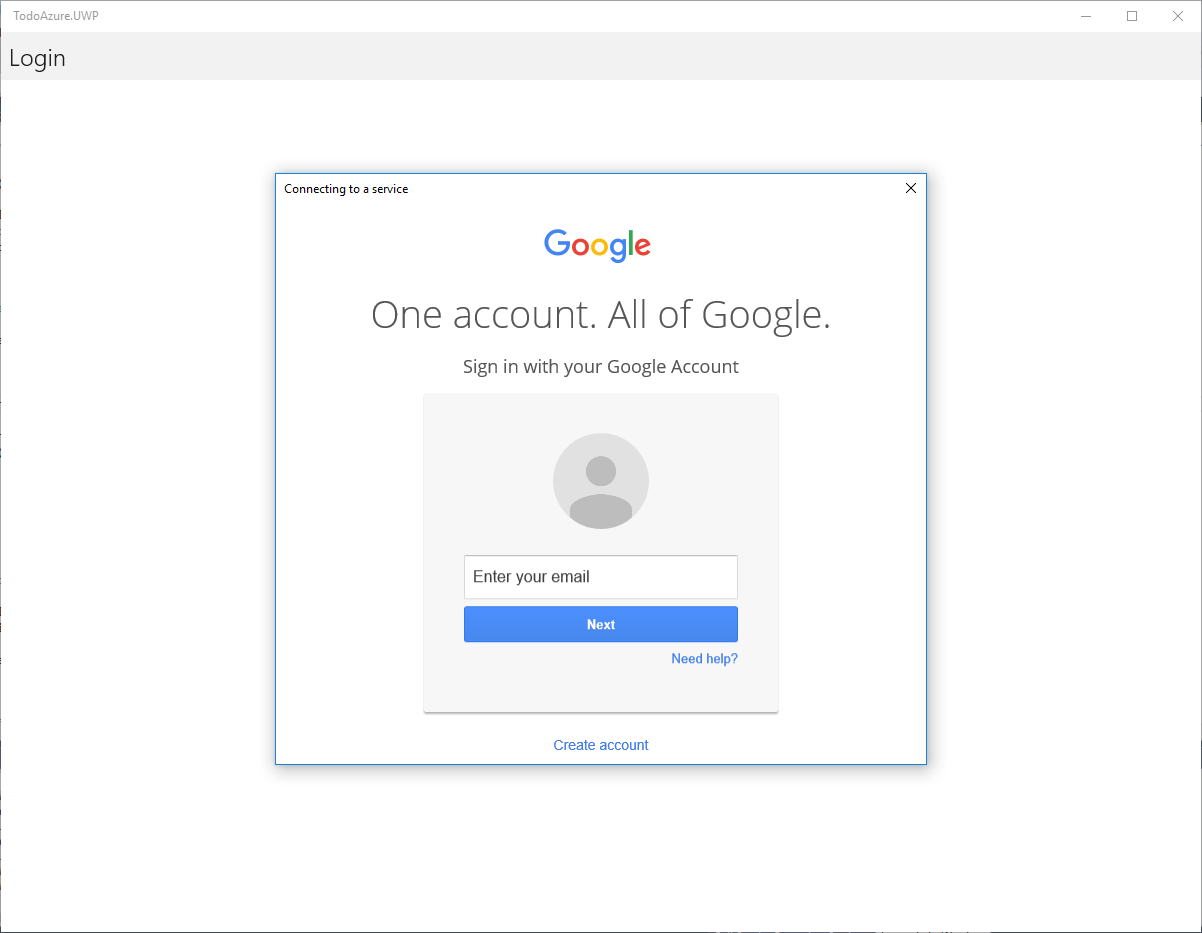 TodoAzure.UWP
Login
Connecting to a service
Google
One account. All of Google.
Sign in with your Google Account
Enter your email
Next
Need help?
Create account